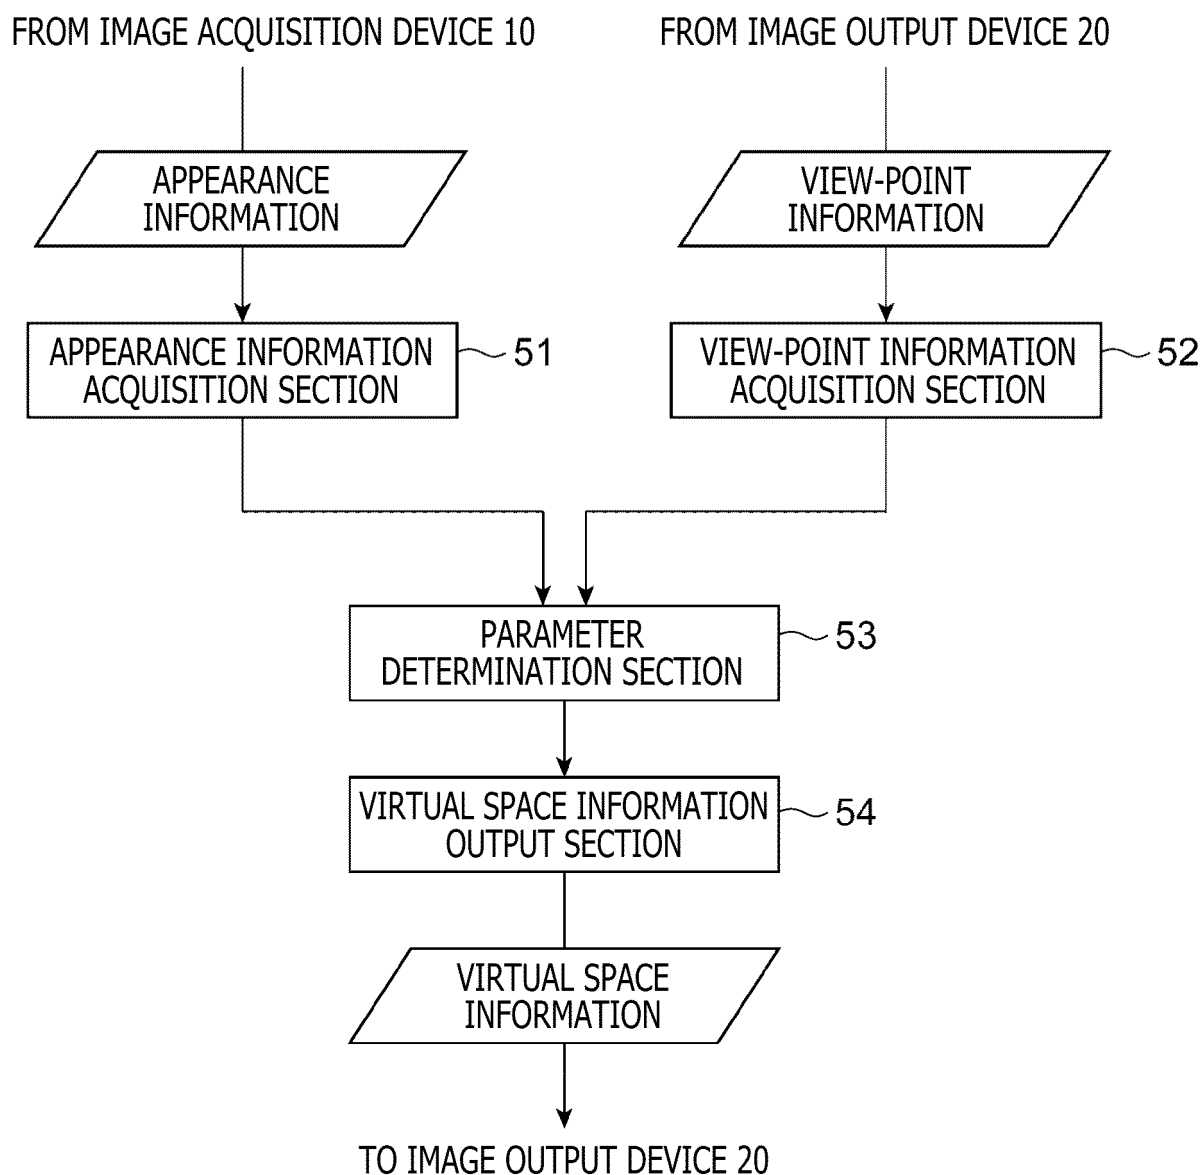 FROM IMAGE ACQUISITION DEVICE 10
FROM IMAGE OUTPUT DEVICE 20
APPEARANCE
INFORMATION
VIEW-POINT
INFORMATION
APPEARANCE INFORMATION
ACQUISITION SECTION
51
VIEW-POINT INFORMATION
ACQUISITION SECTION
52
PARAMETER
DETERMINATION SECTION
53
VIRTUAL SPACE INFORMATION
OUTPUT SECTION
54
VIRTUAL SPACE
INFORMATION
TO IMAGE OUTPUT DEVICE 20